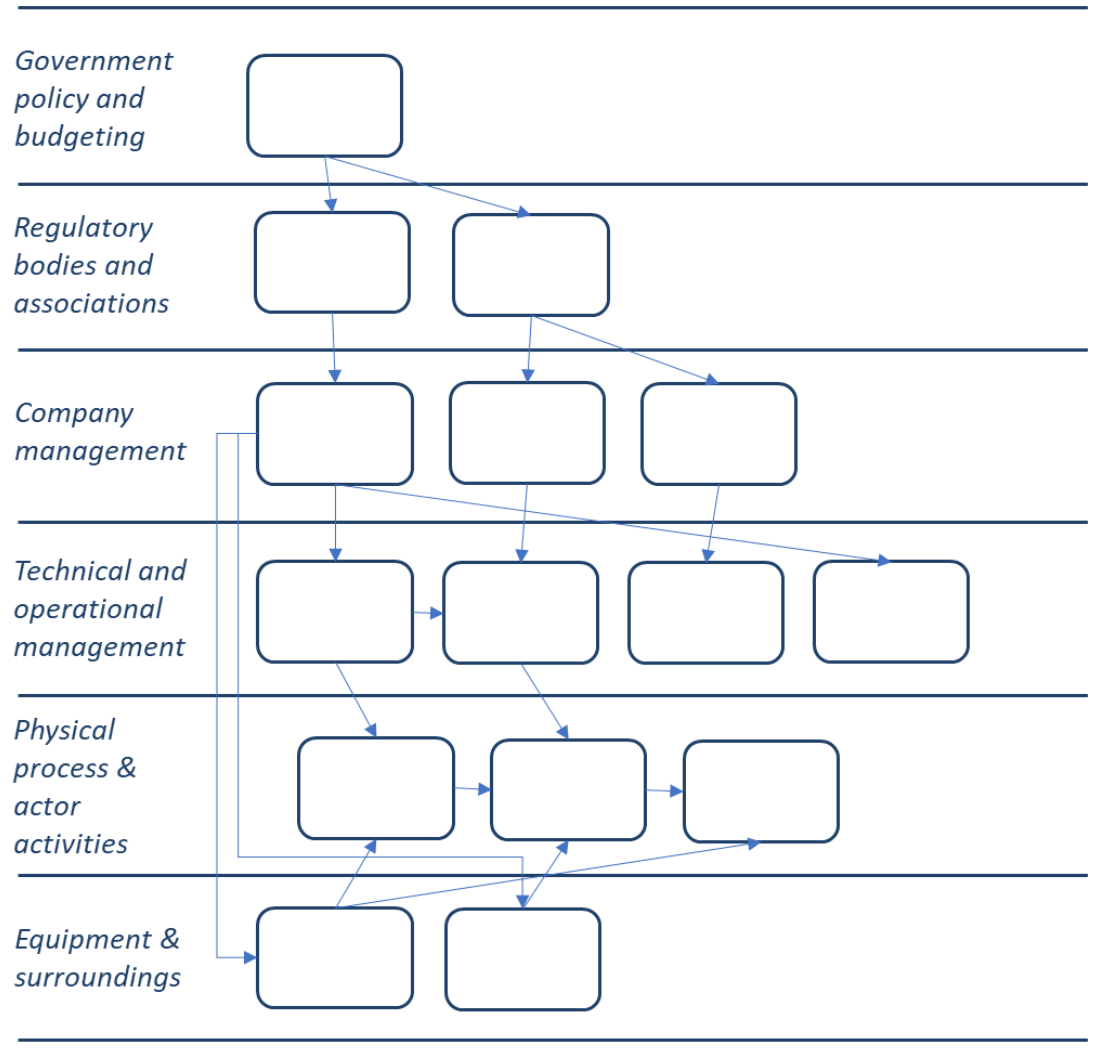 Government
policy and
budgeting
Regulatory
bodies and
associations
Company
management
Technical and
operational
management
Physical
process &
actor
activities
Equipment &
surroundings